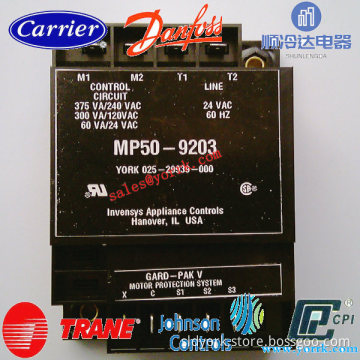 Carrier
Danfoss
顺冷达电器
M1 M2 T1 T2
CONTROL CIRCUIT
375 VA/240 VAC
300 VA/120VAC
60 VA/24 VAC
LINE
24 VAC
60 HZ
MP50-9203
YORK 025-29939-000
sales@york
Invensys Appliance Controls
Hanover, IL USA
GARD-PAK V
MOTOR PROTECTION SYSTEM
X C S1 S2 S3
TRANE
Johnson Controls
CPI